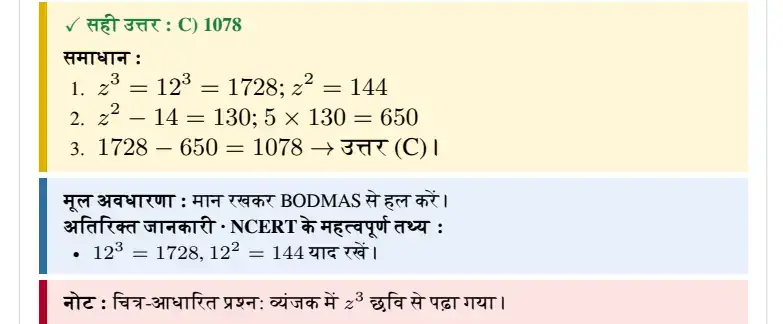 ✓ सही उत्तर : C) 1078
समाधान :
1. z³ = 12³ = 1728; z² = 144
2. z² − 14 = 130; 5 × 130 = 650
3. 1728 − 650 = 1078 → उत्तर (C)।
मूल अवधारणा : मान रखकर BODMAS से हल करें।
अतिरिक्त जानकारी · NCERT के महत्वपूर्ण तथ्य :
• 12³ = 1728, 12² = 144 याद रखें।
नोट : चित्र-आधारित प्रश्न: व्यंजक में z³ छवि से पढ़ा गया।